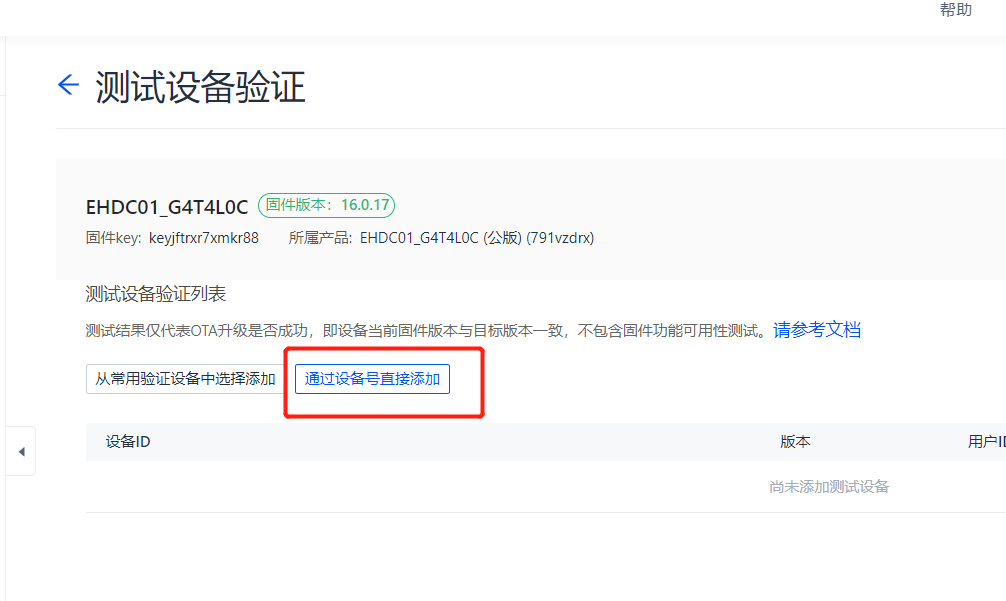 帮助
测试设备验证
EHDC01_G4T4L0C 固件版本：16.0.17
固件key: keyjftrxr7xmkr88 所属产品: EHDC01_G4T4L0C (公版) (791vzdrx)
测试设备验证列表
测试结果仅代表OTA升级是否成功，即设备当前固件版本与目标版本一致，不包含固件功能可用性测试。请参考文档
从常用验证设备中选择添加 通过设备号直接添加
设备ID 版本 用户ID
尚未添加测试设备